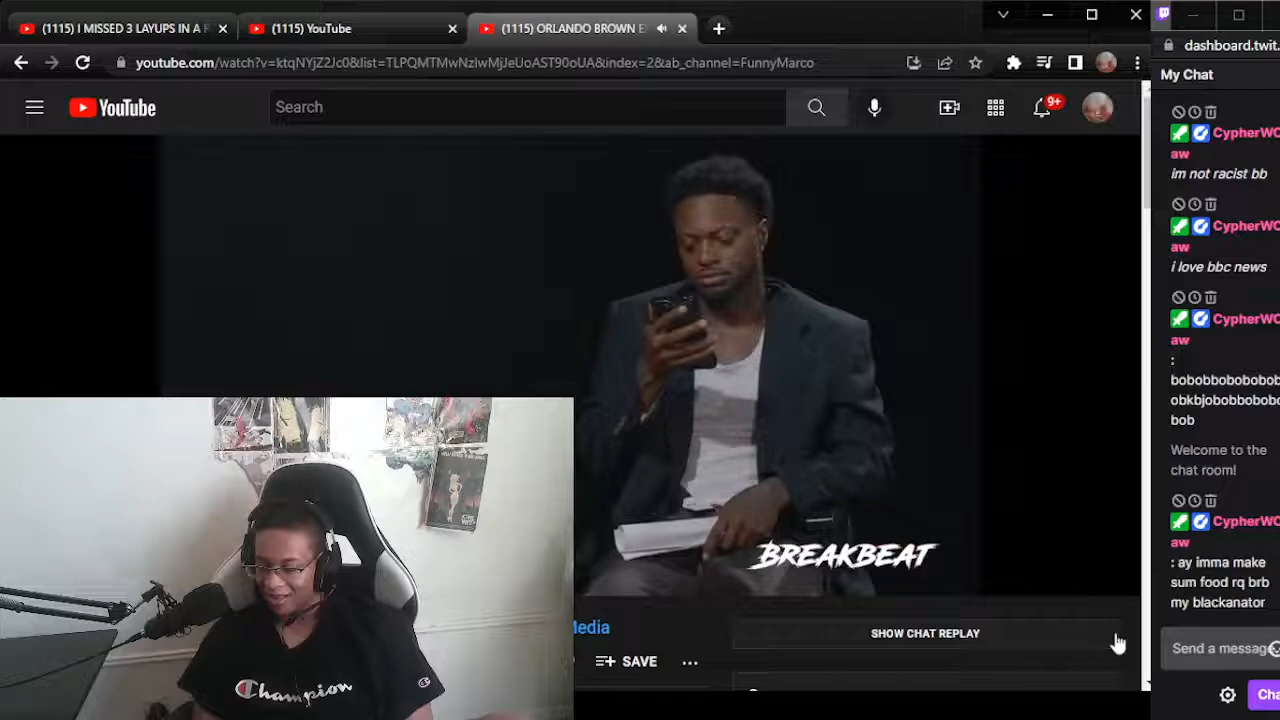 (1115) I MISSED 3 LAYUPS IN A
(1115) YouTube
(1115) ORLANDO BROWN
youtube.com/watch?v=ktqNYjZ2Jc0&list=TLPQMTMwNzIwMjJeUoAST90oUA&index=2&ab_channel=FunnyMarco
dashboard.twit.
My Chat
YouTube
Search
9+
CypherWO
aw
im not racist bb
CypherWO
aw
i love bbc news
CypherWO
aw
:
bobobbobobobob
obkbjobobbobobo
bob
Welcome to the
chat room!
CypherWO
aw
: ay imma make
sum food rq brb
my blackanator
BREAKBEAT
Media
SHOW CHAT REPLAY
SAVE
Send a message
Cha
Champion